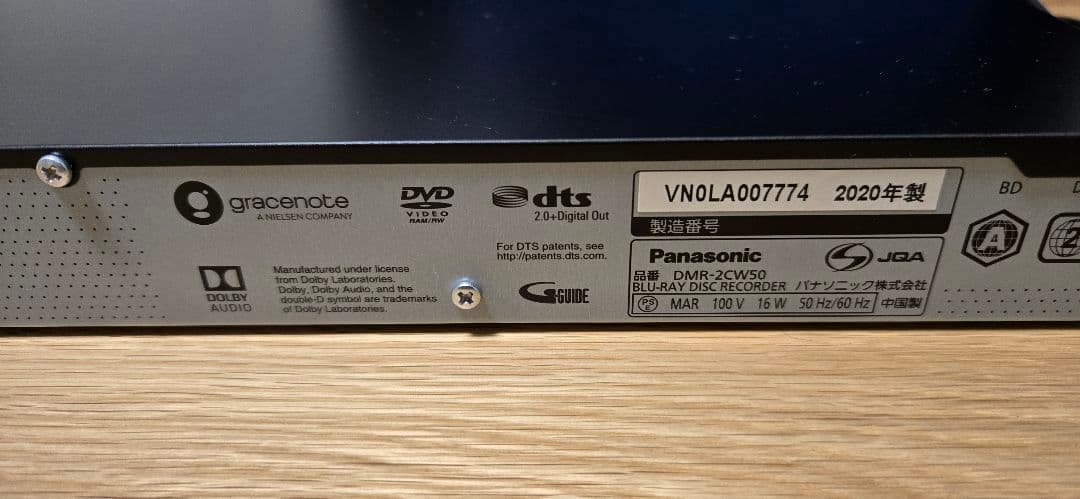 gracenote
A NIELSEN COMPANY
DVD
VIDEO
RAM/RW
dts
2.0+Digital Out
For DTS patents, see
http://patents.dts.com.
DOLBY
AUDIO
Manufactured under license
from Dolby Laboratories.
Dolby, Dolby Audio, and the
double-D symbol are trademarks
of Dolby Laboratories.
G-GUIDE
VN0LA007774 2020年製
製造番号
Panasonic
JQA
品番 DMR-2CW50
BLU-RAY DISC RECORDER パナソニック株式会社
PS E MAR 100 V 16 W 50 Hz/60 Hz 中国製
BD
A
D
2